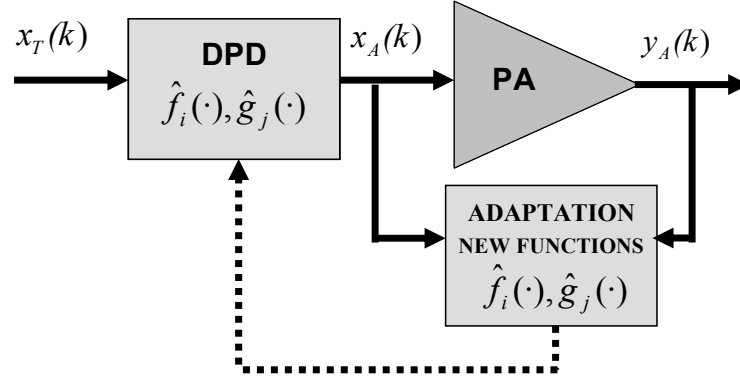 x_T(k)
x_A(k)
y_A(k)
DPD
f̂_i(·), ĝ_j(·)
PA
ADAPTATION
NEW FUNCTIONS
f̂_i(·), ĝ_j(·)